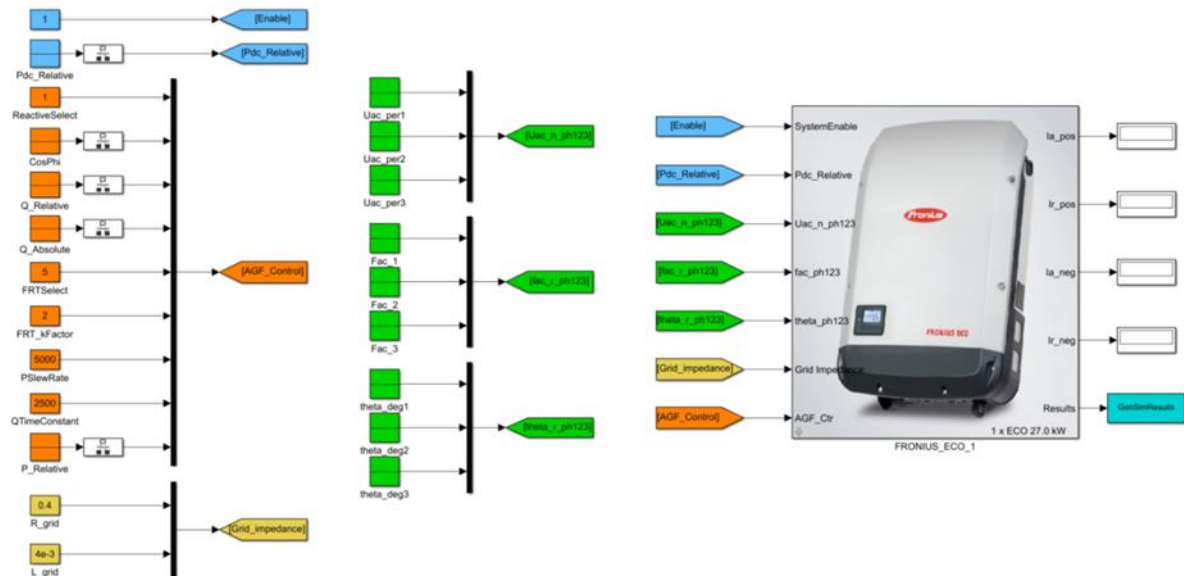 1
[Enable]
Pdc_Relative
[Pdc_Relative]
1
ReactiveSelect
CosPhi
Q_Relative
Q_Absolute
5
FRTSelect
[AGF_Control]
2
FRT_kFactor
5000
PSlewRate
2500
QTimeConstant
P_Relative
0.4
R_grid
[Grid_impedance]
4e-3
L_grid
Uac_per1
Uac_per2
[Uac_n_ph123]
Uac_per3
Fac_1
Fac_2
[fac_r_ph123]
Fac_3
theta_deg1
theta_deg2
[theta_r_ph123]
theta_deg3
[Enable]
SystemEnable
[Pdc_Relative]
Pdc_Relative
[Uac_n_ph123]
Uac_n_ph123
[fac_r_ph123]
fac_ph123
[theta_r_ph123]
theta_ph123
[Grid_impedance]
Grid Impedance
[AGF_Control]
AGF_Ctr
Fronius
FRONIUS ECO
Ia_pos
Ir_pos
Ia_neg
Ir_neg
Results
GenSimResults
1 x ECO 27.0 kW
FRONIUS_ECO_1